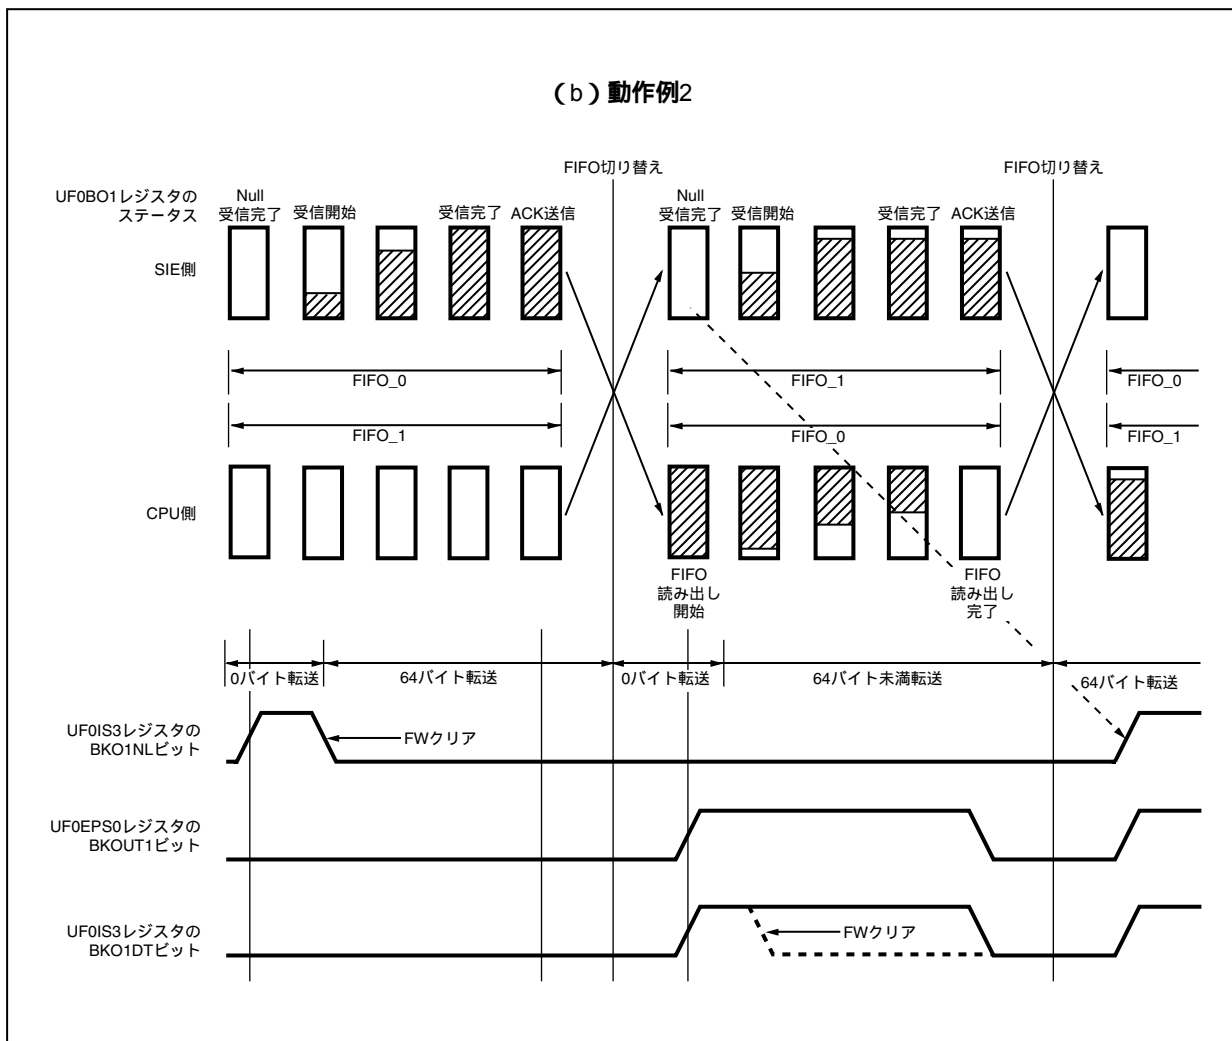 (b)動作例2
FIFO切り替え
FIFO切り替え
UF0BO1レジスタの
ステータス
Null
受信完了
受信開始
受信完了
ACK送信
Null
受信完了
受信開始
受信完了
ACK送信
SIE側
FIFO_0
FIFO_1
FIFO_0
FIFO_1
FIFO_0
FIFO_1
CPU側
FIFO
読み出し
開始
FIFO
読み出し
完了
0バイト転送
64バイト転送
0バイト転送
64バイト未満転送
64バイト転送
UF0IS3レジスタの
BKO1NLビット
FWクリア
UF0EPS0レジスタの
BKOUT1ビット
UF0IS3レジスタの
BKO1DTビット
FWクリア